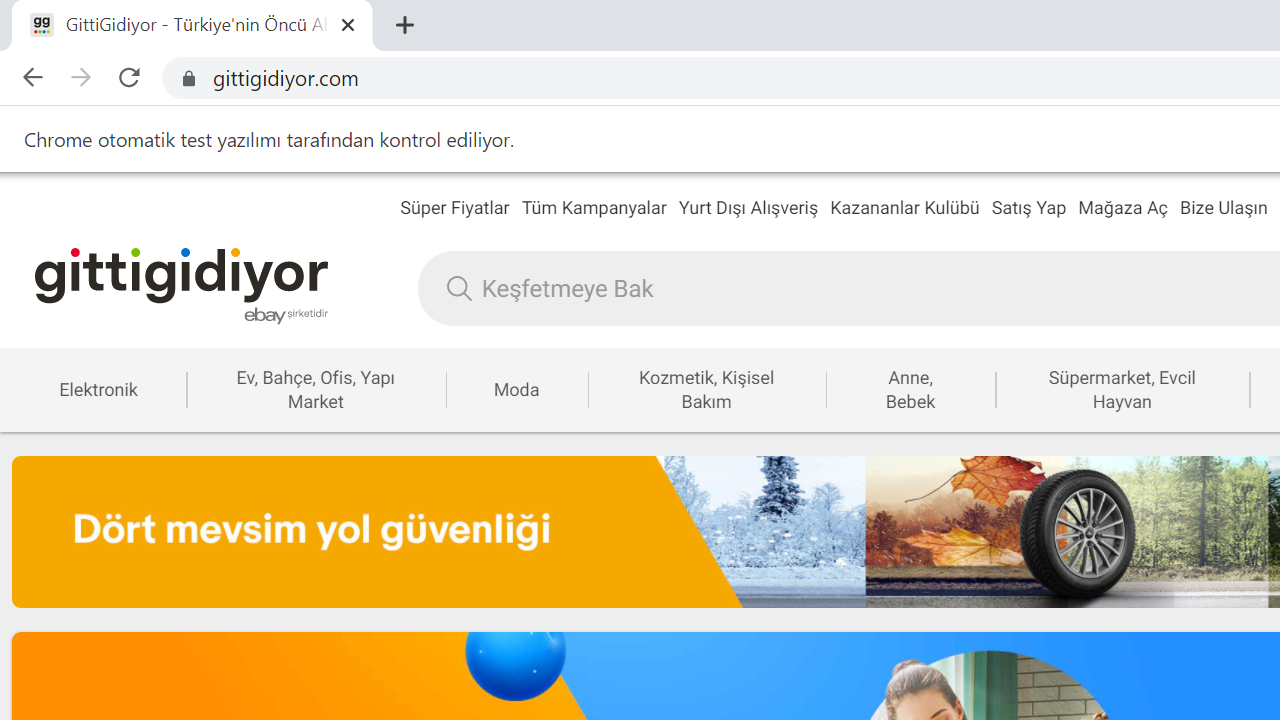 gg
GittiGidiyor - Türkiye'nin Öncü Al
gittigidiyor.com
Chrome otomatik test yazılımı tarafından kontrol ediliyor.
Süper Fiyatlar Tüm Kampanyalar Yurt Dışı Alışveriş Kazananlar Kulübü Satış Yap Mağaza Aç Bize Ulaşın
gittigidiyor
ebay şirketidir
Keşfetmeye Bak
Elektronik
Ev, Bahçe, Ofis, Yapı
Market
Moda
Kozmetik, Kişisel
Bakım
Anne,
Bebek
Süpermarket, Evcil
Hayvan
Dört mevsim yol güvenliği